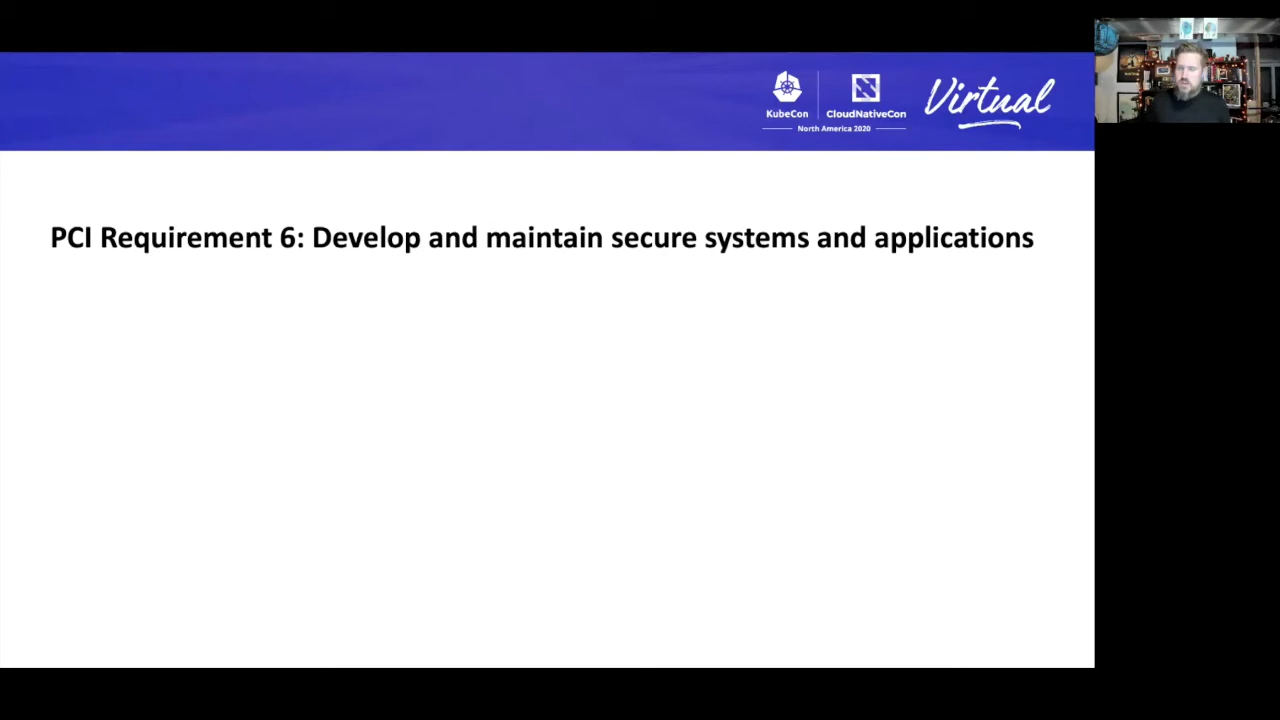 KubeCon
CloudNativeCon
North America 2020
Virtual
PCI Requirement 6: Develop and maintain secure systems and applications